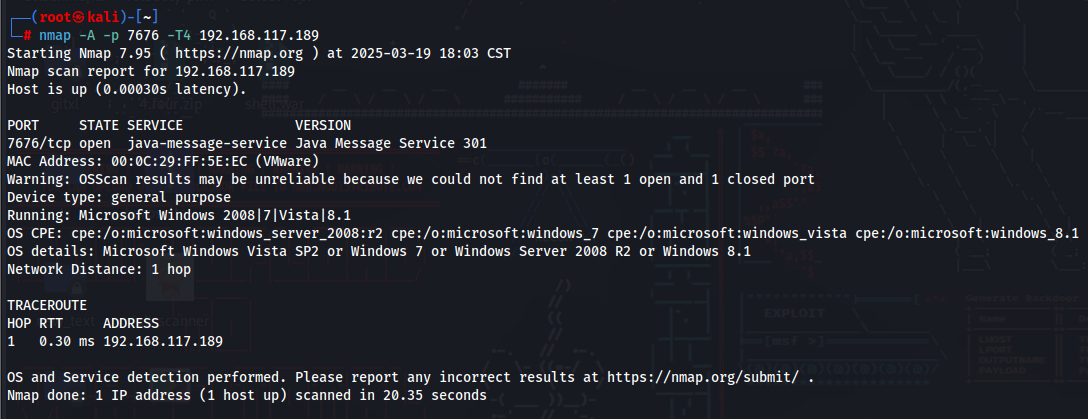 ┌──(root㉿kali)-[~]
└─# nmap -A -p 7676 -T4 192.168.117.189
Starting Nmap 7.95 ( https://nmap.org ) at 2025-03-19 18:03 CST
Nmap scan report for 192.168.117.189
Host is up (0.00030s latency).
PORT     STATE SERVICE              VERSION
7676/tcp open  java-message-service Java Message Service 301
MAC Address: 00:0C:29:FF:5E:EC (VMware)
Warning: OSScan results may be unreliable because we could not find at least 1 open and 1 closed port
Device type: general purpose
Running: Microsoft Windows 2008|7|Vista|8.1
OS CPE: cpe:/o:microsoft:windows_server_2008:r2 cpe:/o:microsoft:windows_7 cpe:/o:microsoft:windows_vista cpe:/o:microsoft:windows_8.1
OS details: Microsoft Windows Vista SP2 or Windows 7 or Windows Server 2008 R2 or Windows 8.1
Network Distance: 1 hop
TRACEROUTE
HOP RTT     ADDRESS
1   0.30 ms 192.168.117.189
OS and Service detection performed. Please report any incorrect results at https://nmap.org/submit/ .
Nmap done: 1 IP address (1 host up) scanned in 20.35 seconds
EXPLOIT